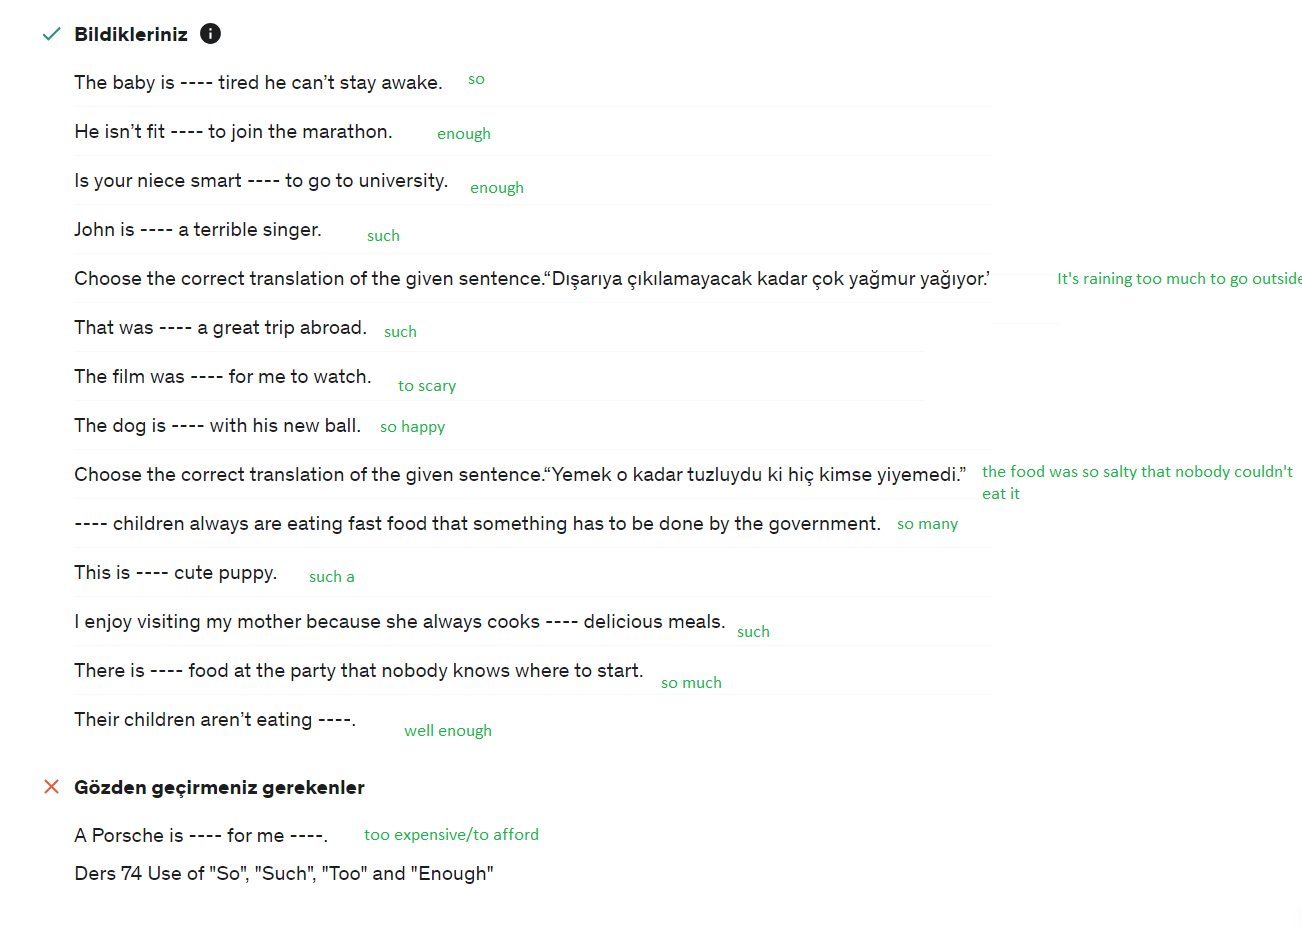 Bildikleriniz
The baby is ---- tired he can’t stay awake. so
He isn’t fit ---- to join the marathon. enough
Is your niece smart ---- to go to university. enough
John is ---- a terrible singer. such
Choose the correct translation of the given sentence.“Dışarıya çıkılamayacak kadar çok yağmur yağıyor.’ It's raining too much to go outside
That was ---- a great trip abroad. such
The film was ---- for me to watch. to scary
The dog is ---- with his new ball. so happy
Choose the correct translation of the given sentence.“Yemek o kadar tuzluydu ki hiç kimse yiyemedi.” the food was so salty that nobody couldn't
eat it
---- children always are eating fast food that something has to be done by the government. so many
This is ---- cute puppy. such a
I enjoy visiting my mother because she always cooks ---- delicious meals. such
There is ---- food at the party that nobody knows where to start. so much
Their children aren’t eating ----. well enough
Gözden geçirmeniz gerekenler
A Porsche is ---- for me ----. too expensive/to afford
Ders 74 Use of "So", "Such", "Too" and "Enough"